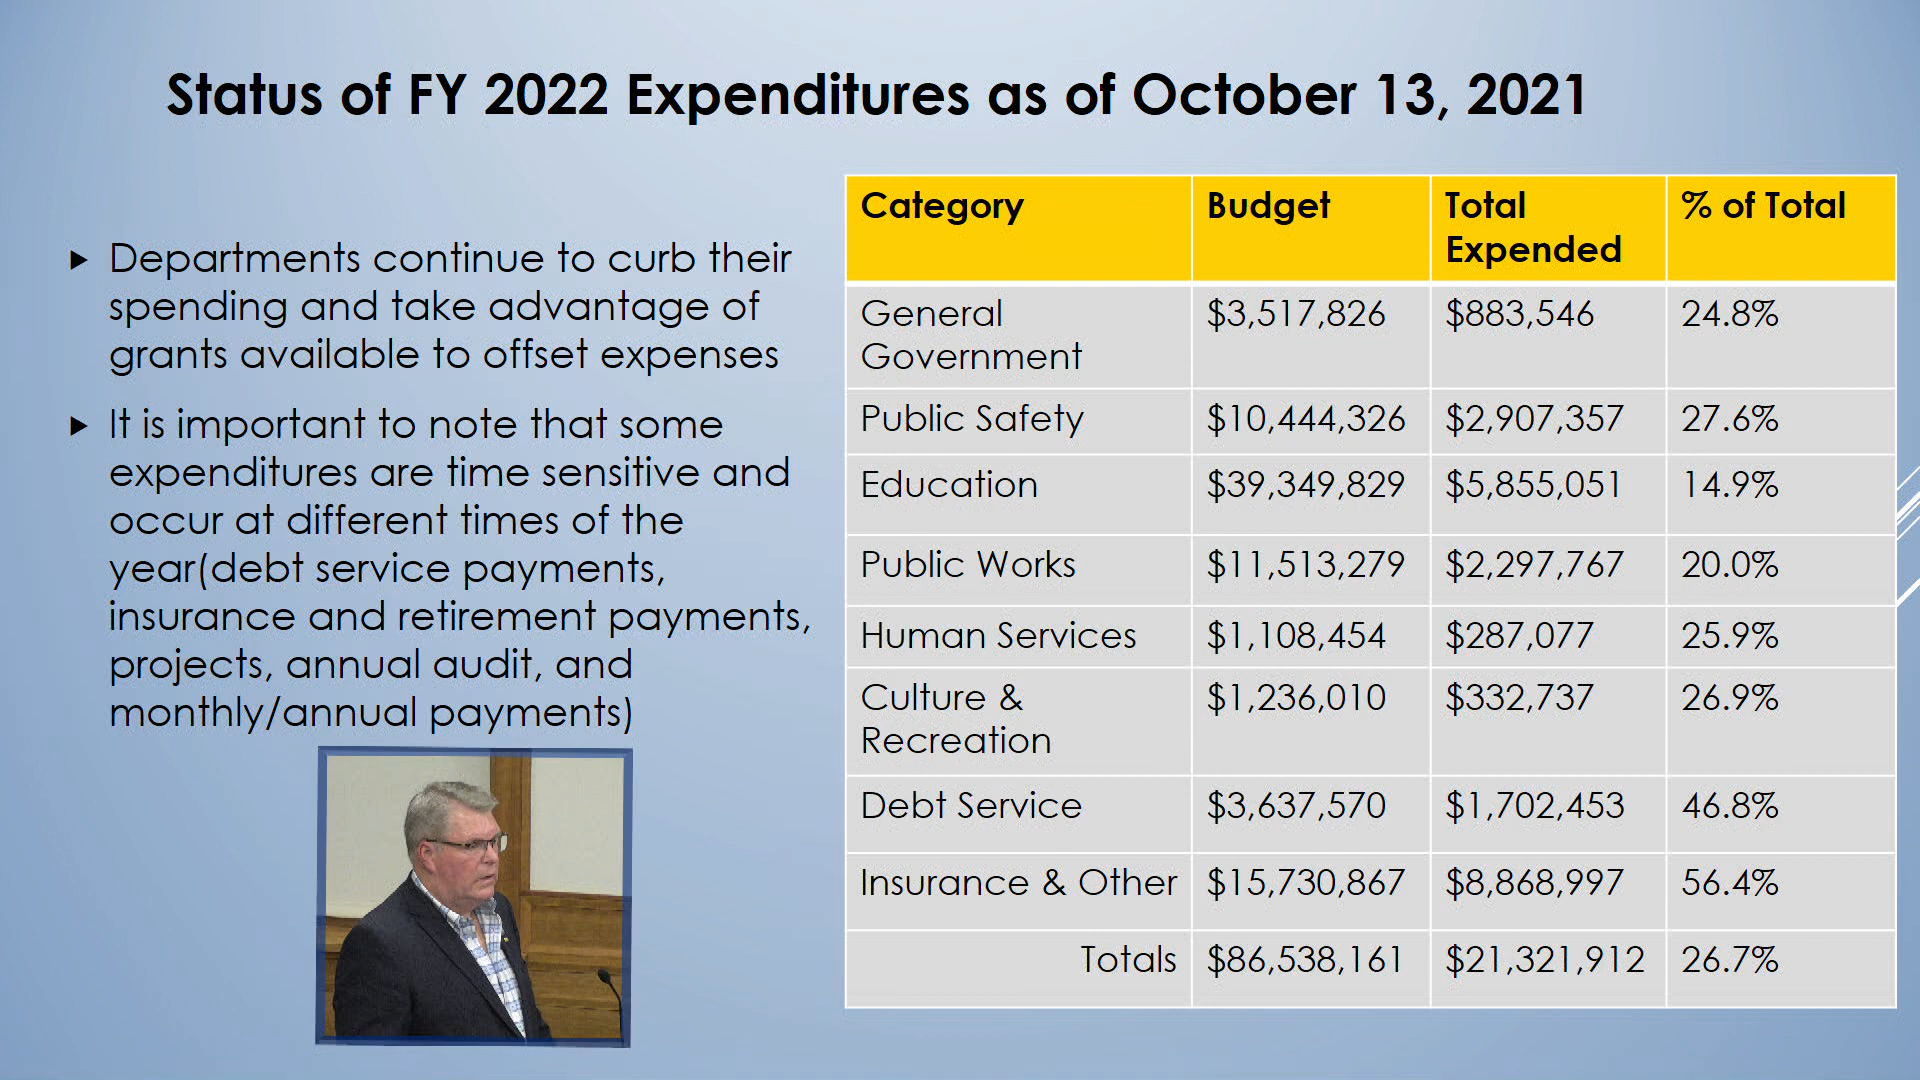 Status of FY 2022 Expenditures as of October 13, 2021
Departments continue to curb their
spending and take advantage of
grants available to offset expenses
It is important to note that some
expenditures are time sensitive and
occur at different times of the
year(debt service payments,
insurance and retirement payments,
projects, annual audit, and
monthly/annual payments)
Category Budget Total Expended % of Total
General Government $3,517,826 $883,546 24.8%
Public Safety $10,444,326 $2,907,357 27.6%
Education $39,349,829 $5,855,051 14.9%
Public Works $11,513,279 $2,297,767 20.0%
Human Services $1,108,454 $287,077 25.9%
Culture & Recreation $1,236,010 $332,737 26.9%
Debt Service $3,637,570 $1,702,453 46.8%
Insurance & Other $15,730,867 $8,868,997 56.4%
Totals $86,538,161 $21,321,912 26.7%